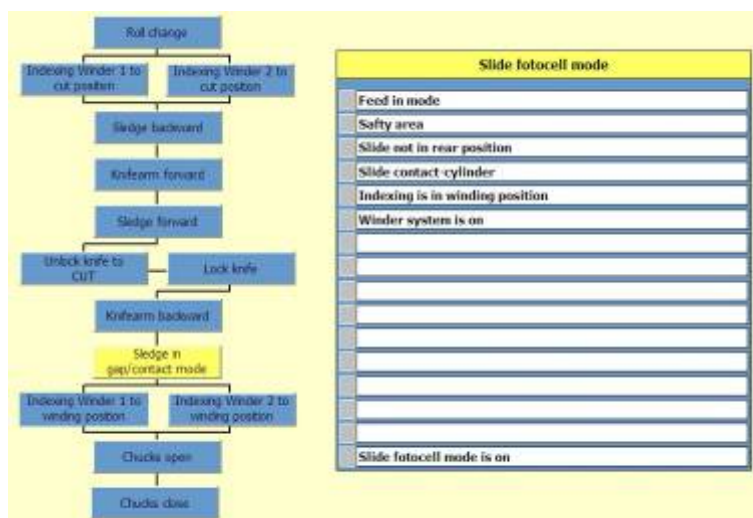 Roll change
Indexing Winder 1 to
cut position
Indexing Winder 2 to
cut position
Sledge backward
Knifearm forward
Sledge forward
Unlock knife to
CUT
Lock knife
Knifearm backward
Sledge in
gap/contact mode
Indexing Winder 1 to
winding position
Indexing Winder 2 to
winding position
Chucks open
Chucks close
Slide fotocell mode
Feed in mode
Safty area
Slide not in rear position
Slide contact-cylinder
Indexing is in winding position
Winder system is on
Slide fotocell mode is on